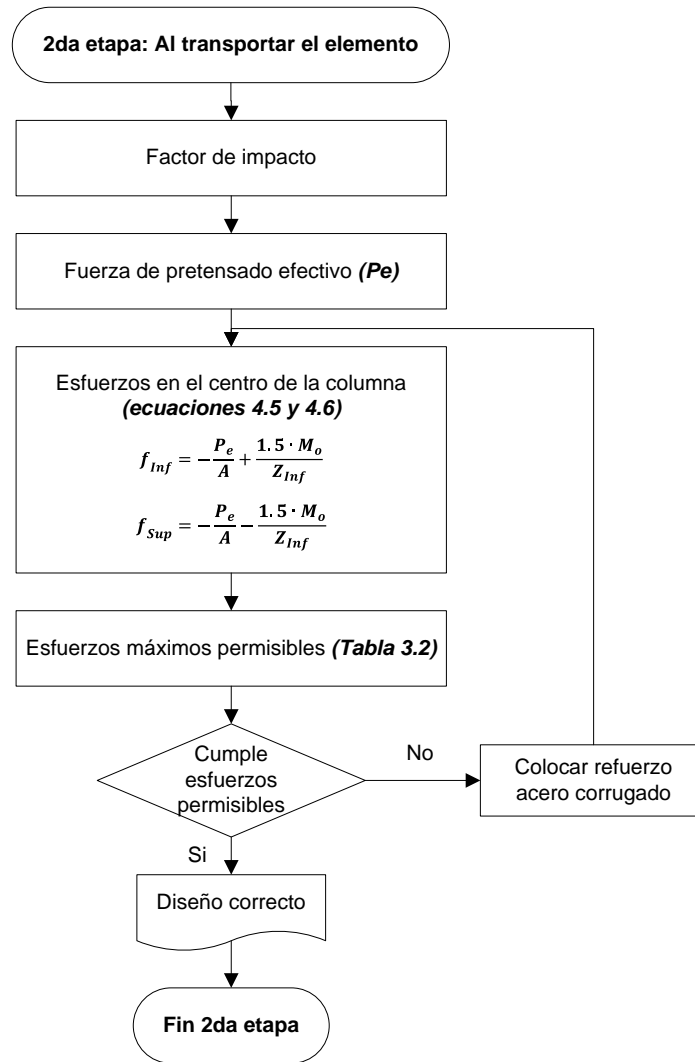 2da etapa: Al transportar el elemento
Factor de impacto
Fuerza de pretensado efectivo (Pe)
Esfuerzos en el centro de la columna
(ecuaciones 4.5 y 4.6)
f_Inf = −P_e/A + 1.5 · M_o/Z_Inf
f_Sup = −P_e/A − 1.5 · M_o/Z_Inf
Esfuerzos máximos permisibles (Tabla 3.2)
Cumple
esfuerzos
permisibles
No
Colocar refuerzo
acero corrugado
Si
Diseño correcto
Fin 2da etapa